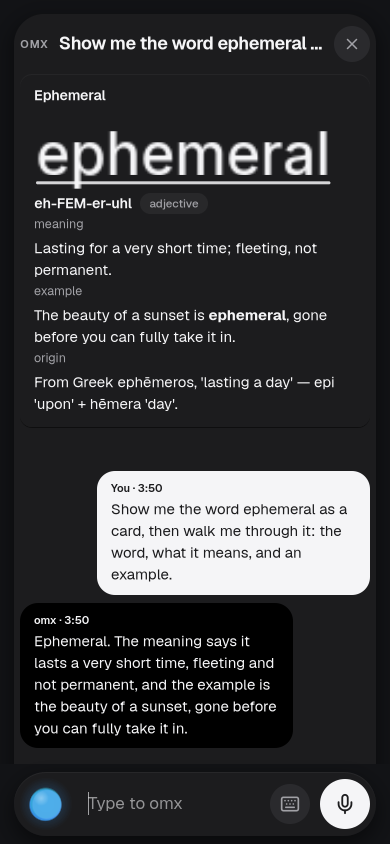 OMX Show me the word ephemeral ...
Ephemeral
ephemeral
eh-FEM-er-uhl adjective
meaning
Lasting for a very short time; fleeting, not
permanent.
example
The beauty of a sunset is ephemeral, gone
before you can fully take it in.
origin
From Greek ephēmeros, 'lasting a day' — epi
'upon' + hēmera 'day'.
You · 3:50
Show me the word ephemeral as a
card, then walk me through it: the
word, what it means, and an
example.
omx · 3:50
Ephemeral. The meaning says it
lasts a very short time, fleeting and
not permanent, and the example is
the beauty of a sunset, gone before
you can fully take it in.
Type to omx